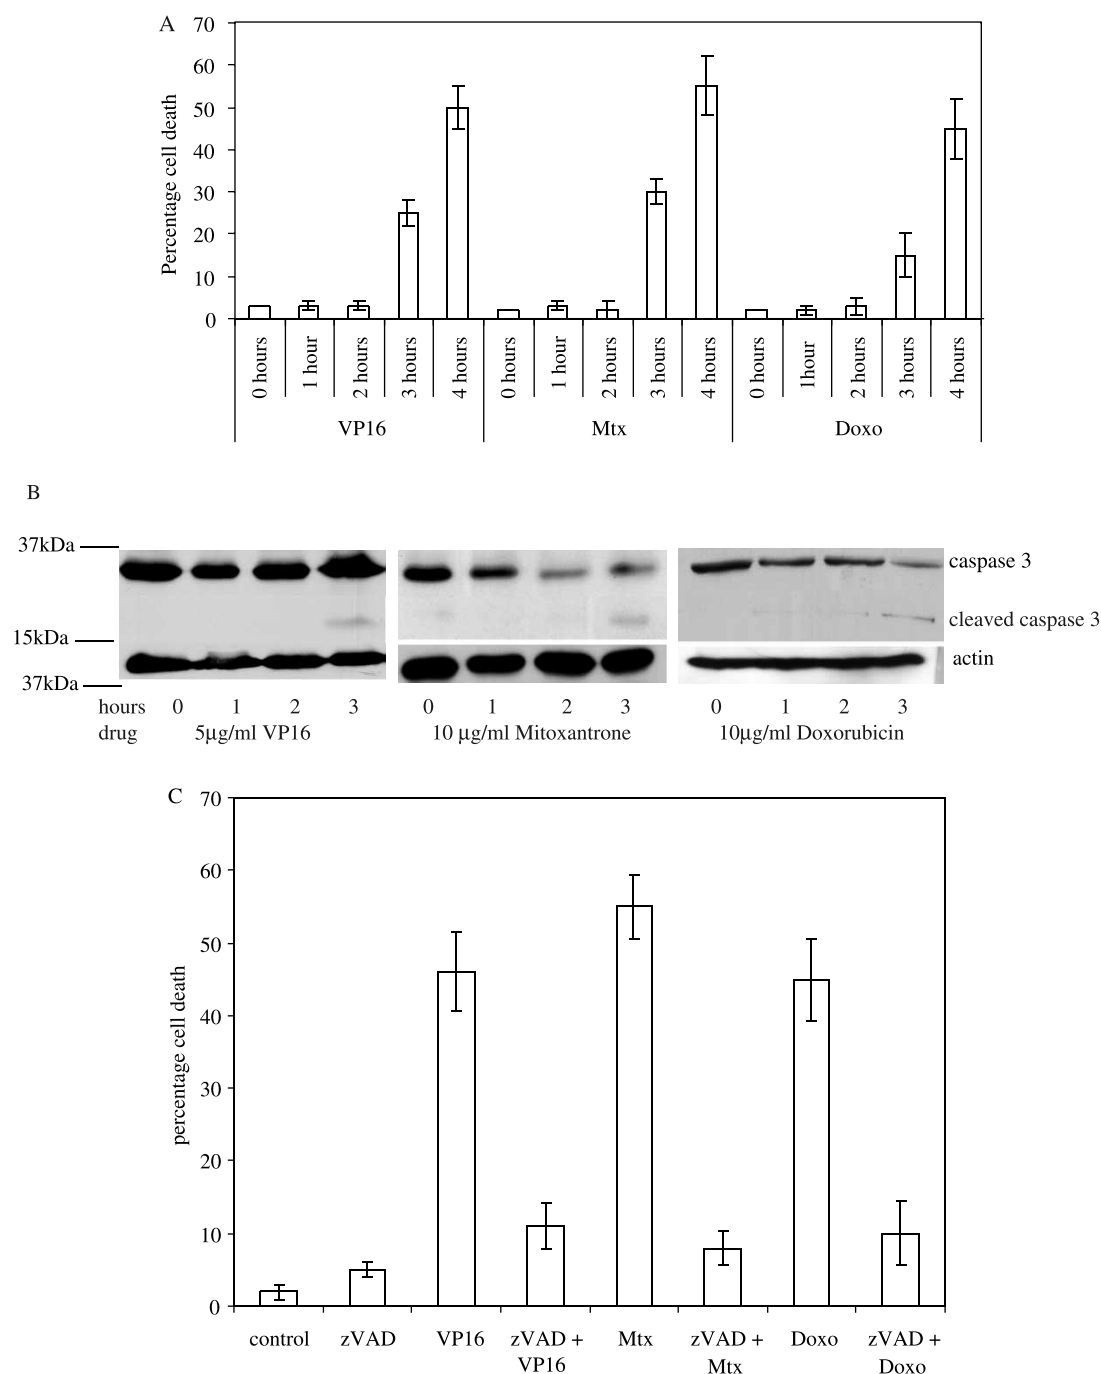 A
70
60
50
40
30
20
10
0
Percentage cell death
0 hours
1 hour
2 hours
3 hours
4 hours
0 hours
1 hour
2 hours
3 hours
4 hours
0 hours
1hour
2 hours
3 hours
4 hours
VP16 Mtx Doxo
B
37kDa
caspase 3
cleaved caspase 3
15kDa
actin
37kDa
hours 0 1 2 3 0 1 2 3 0 1 2 3
drug 5μg/ml VP16 10 μg/ml Mitoxantrone 10μg/ml Doxorubicin
C
70
60
50
40
30
20
10
0
percentage cell death
control zVAD VP16 zVAD + Mtx zVAD + Doxo zVAD +
VP16 Mtx Doxo